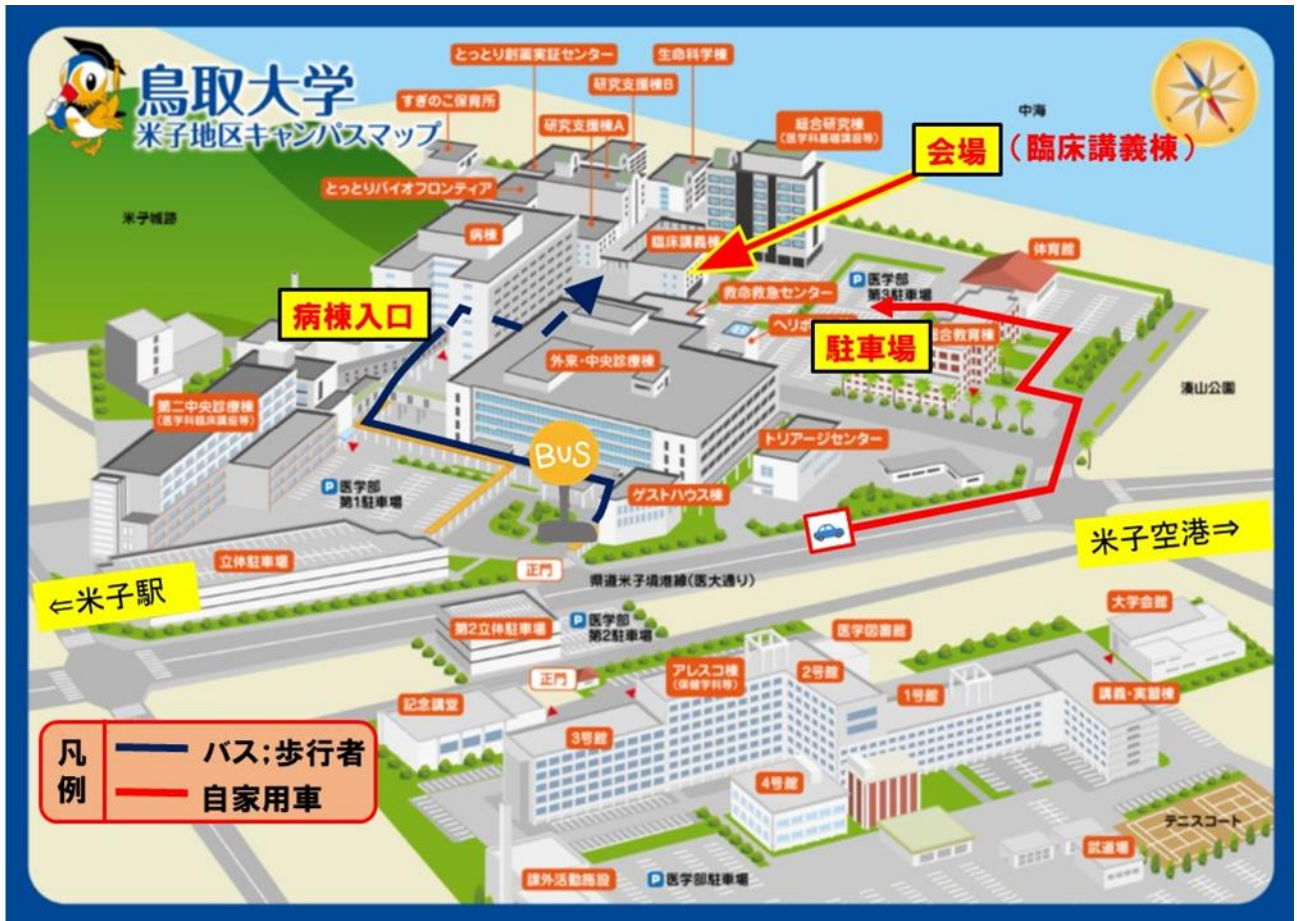 鳥取大学
米子地区キャンパスマップ
とっとり創薬実証センター
生命科学棟
研究支援棟B
すぎのこ保育所
研究支援棟A
総合研究棟
(医学科基礎講座等)
中海
会場
(臨床講義棟)
とっとりバイオフロンティア
米子城跡
病棟
臨床講義棟
体育館
救命救急センター
P 医学部
第3駐車場
病棟入口
ヘリポ
駐車場
合教育棟
外来・中央診療棟
湊山公園
第二中央診療棟
(医学科臨床講座等)
BUS
トリアージセンター
P 医学部
第1駐車場
ゲストハウス棟
立体駐車場
正門
県道米子境港線(医大通り)
米子空港⇒
⇐米子駅
第2立体駐車場
P 医学部
第2駐車場
医学図書館
大学会館
正門
アレスコ棟
(保健学科等)
2号館
1号館
講義・実習棟
記念講堂
3号館
4号館
凡例
バス;歩行者
自家用車
テニスコート
武道場
課外活動施設
P 医学部駐車場